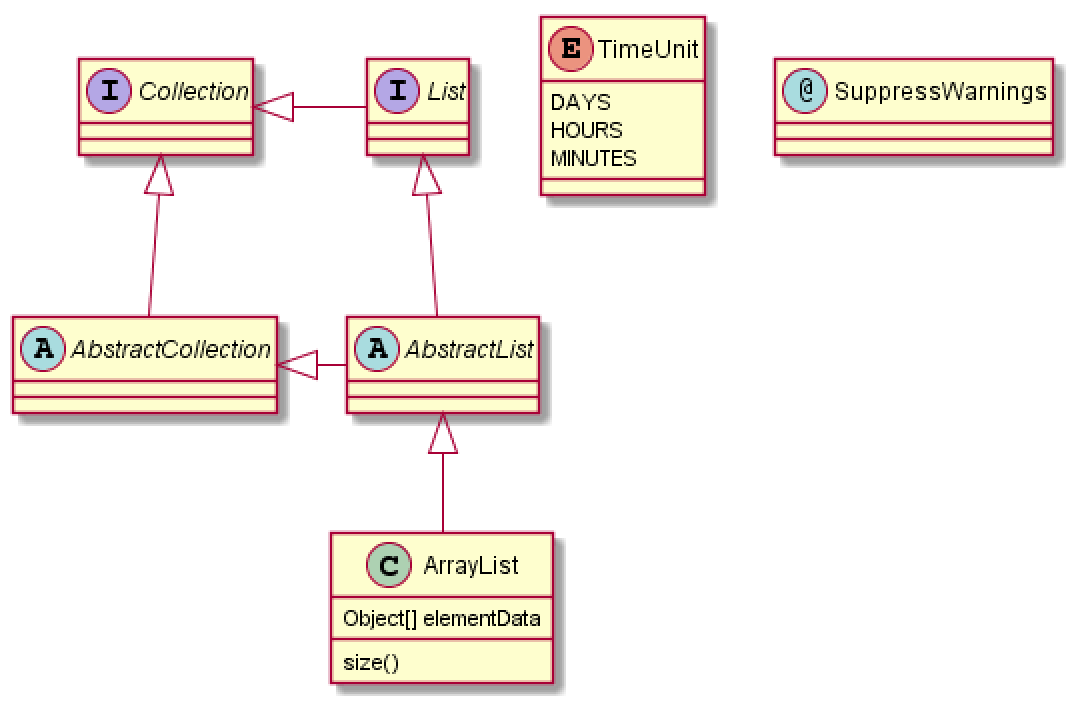 I Collection
I List
E TimeUnit
DAYS
HOURS
MINUTES
@ SuppressWarnings
A AbstractCollection
A AbstractList
C ArrayList
Object[] elementData
size()